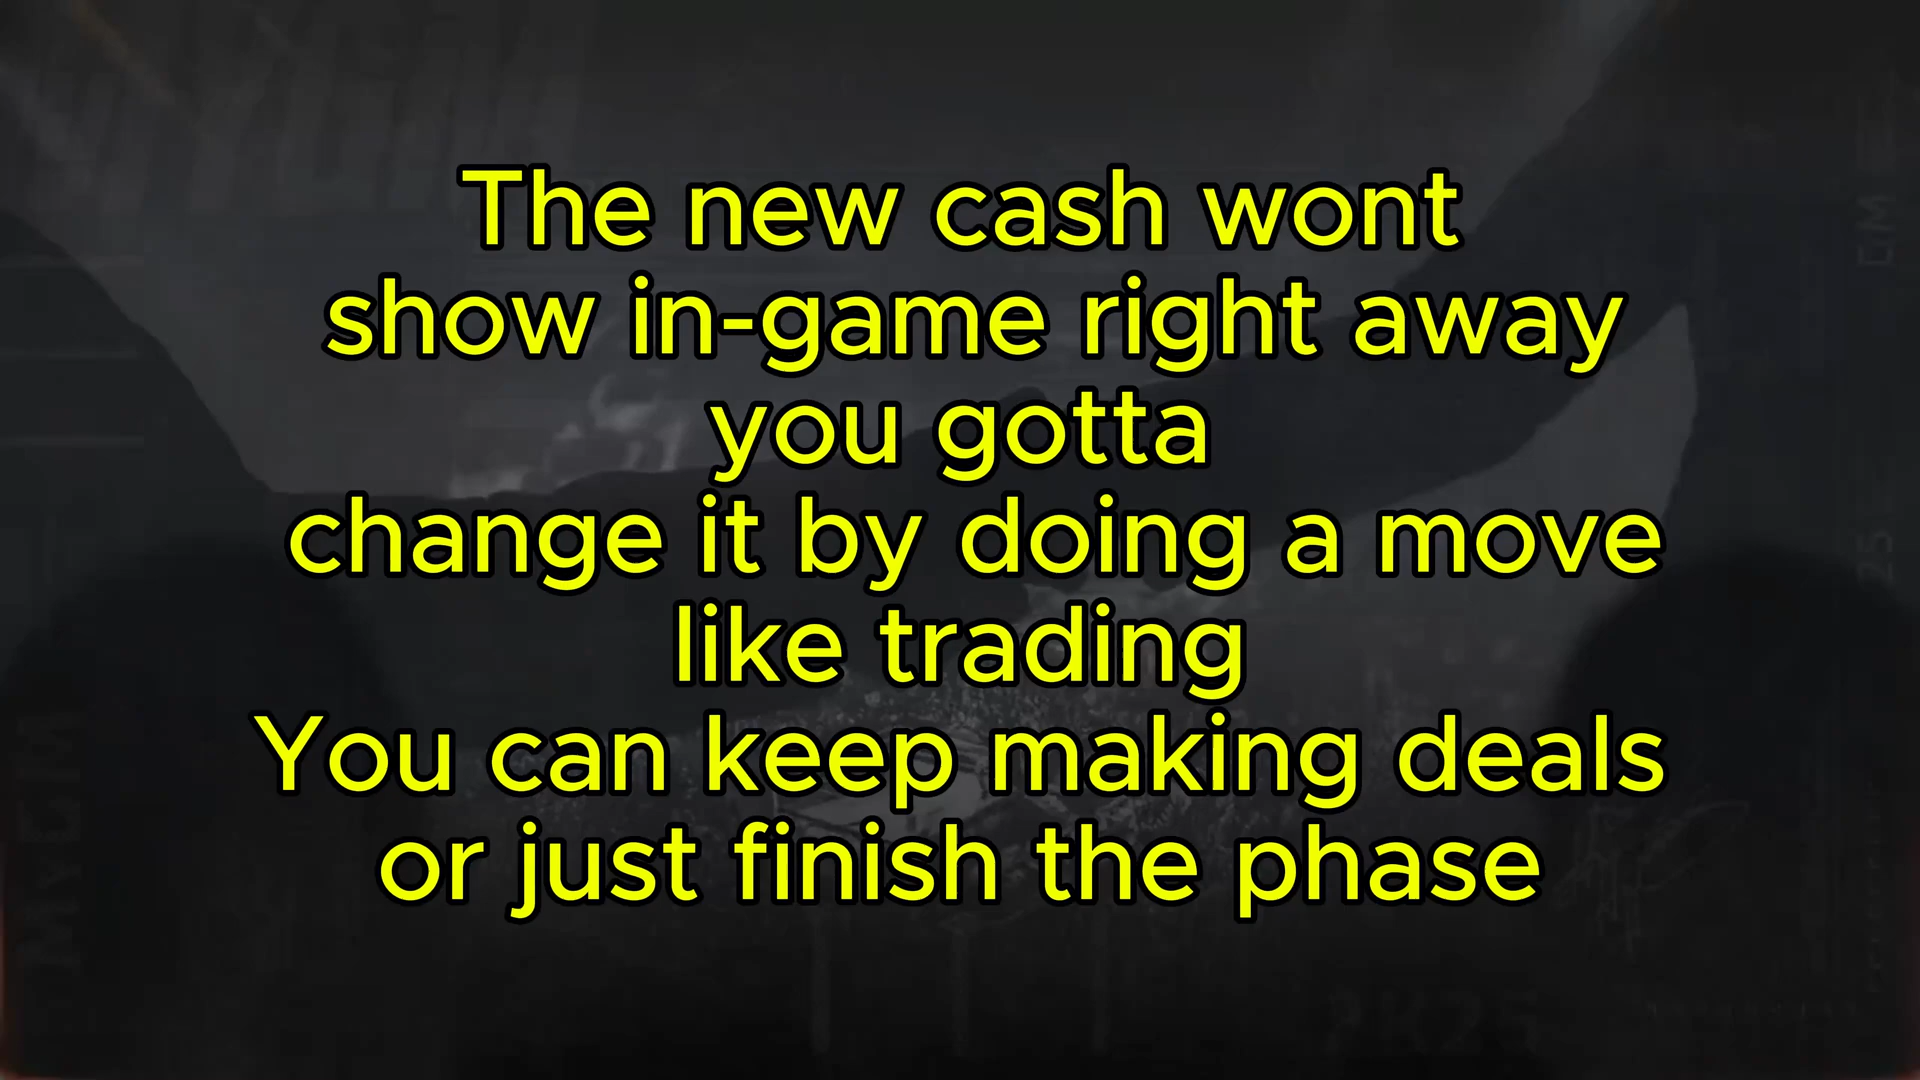 The new cash wont
show in-game right away
you gotta
change it by doing a move
like trading
You can keep making deals
or just finish the phase
2K25